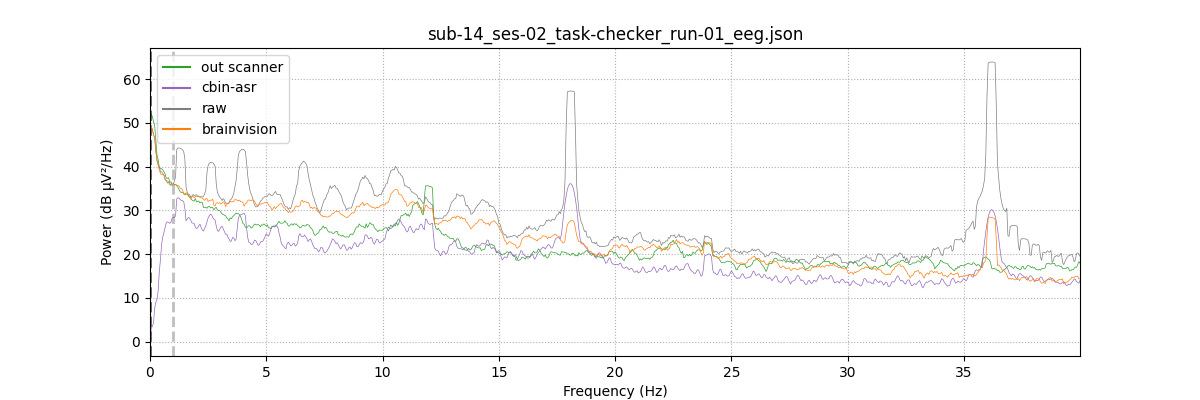 sub-14_ses-02_task-checker_run-01_eeg.json
out scanner
cbin-asr
raw
brainvision
60
50
40
30
20
10
0
Power (dB µV²/Hz)
0 5 10 15 20 25 30 35
Frequency (Hz)